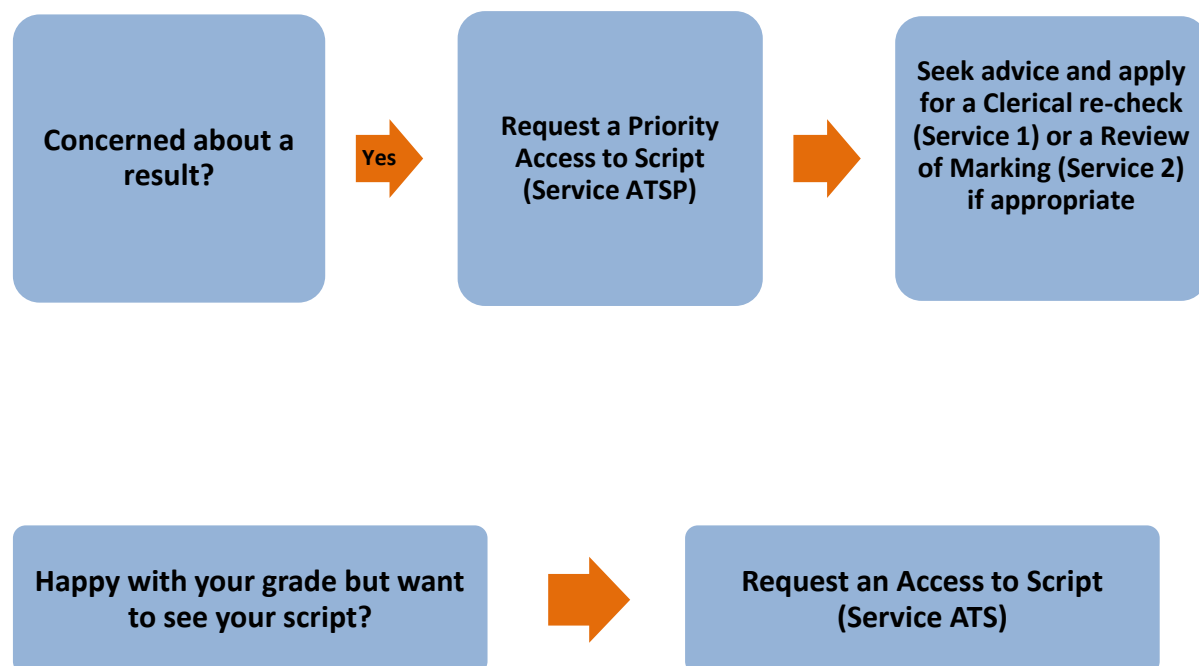 Concerned about a
result?
Yes
Request a Priority
Access to Script
(Service ATSP)
Seek advice and apply
for a Clerical re-check
(Service 1) or a Review
of Marking (Service 2)
if appropriate
Happy with your grade but want
to see your script?
Request an Access to Script
(Service ATS)